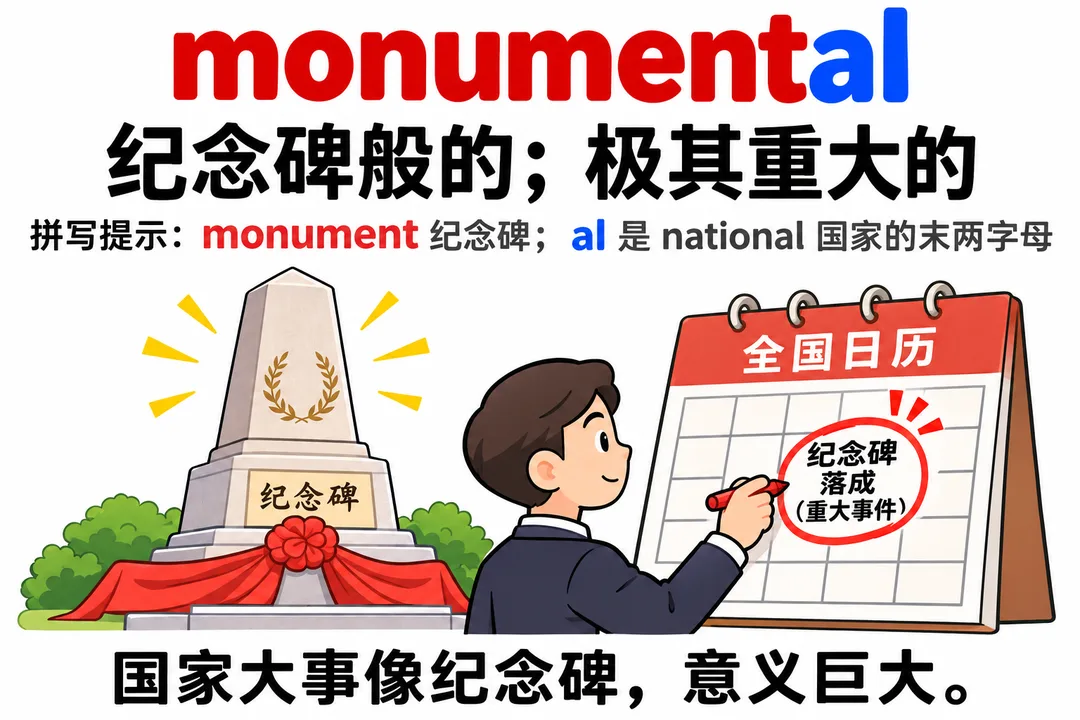 monumental
纪念碑般的；极其重大的
拼写提示：monument 纪念碑；al 是 national 国家的末两字母
纪念碑
全国日历
纪念碑
落成
（重大事件）
国家大事像纪念碑，意义巨大。